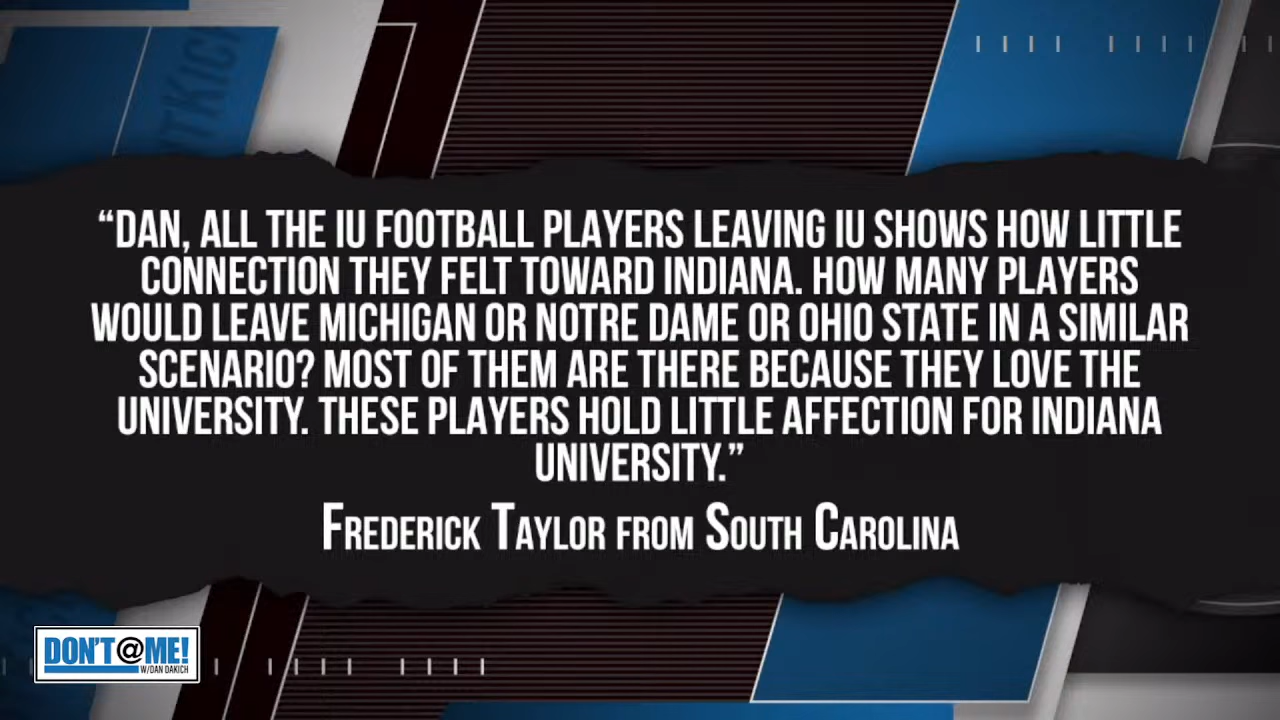 “DAN, ALL THE IU FOOTBALL PLAYERS LEAVING IU SHOWS HOW LITTLE
CONNECTION THEY FELT TOWARD INDIANA. HOW MANY PLAYERS
WOULD LEAVE MICHIGAN OR NOTRE DAME OR OHIO STATE IN A SIMILAR
SCENARIO? MOST OF THEM ARE THERE BECAUSE THEY LOVE THE
UNIVERSITY. THESE PLAYERS HOLD LITTLE AFFECTION FOR INDIANA
UNIVERSITY.”
FREDERICK TAYLOR FROM SOUTH CAROLINA
DON'T @ ME!
W/DAN DAKICH